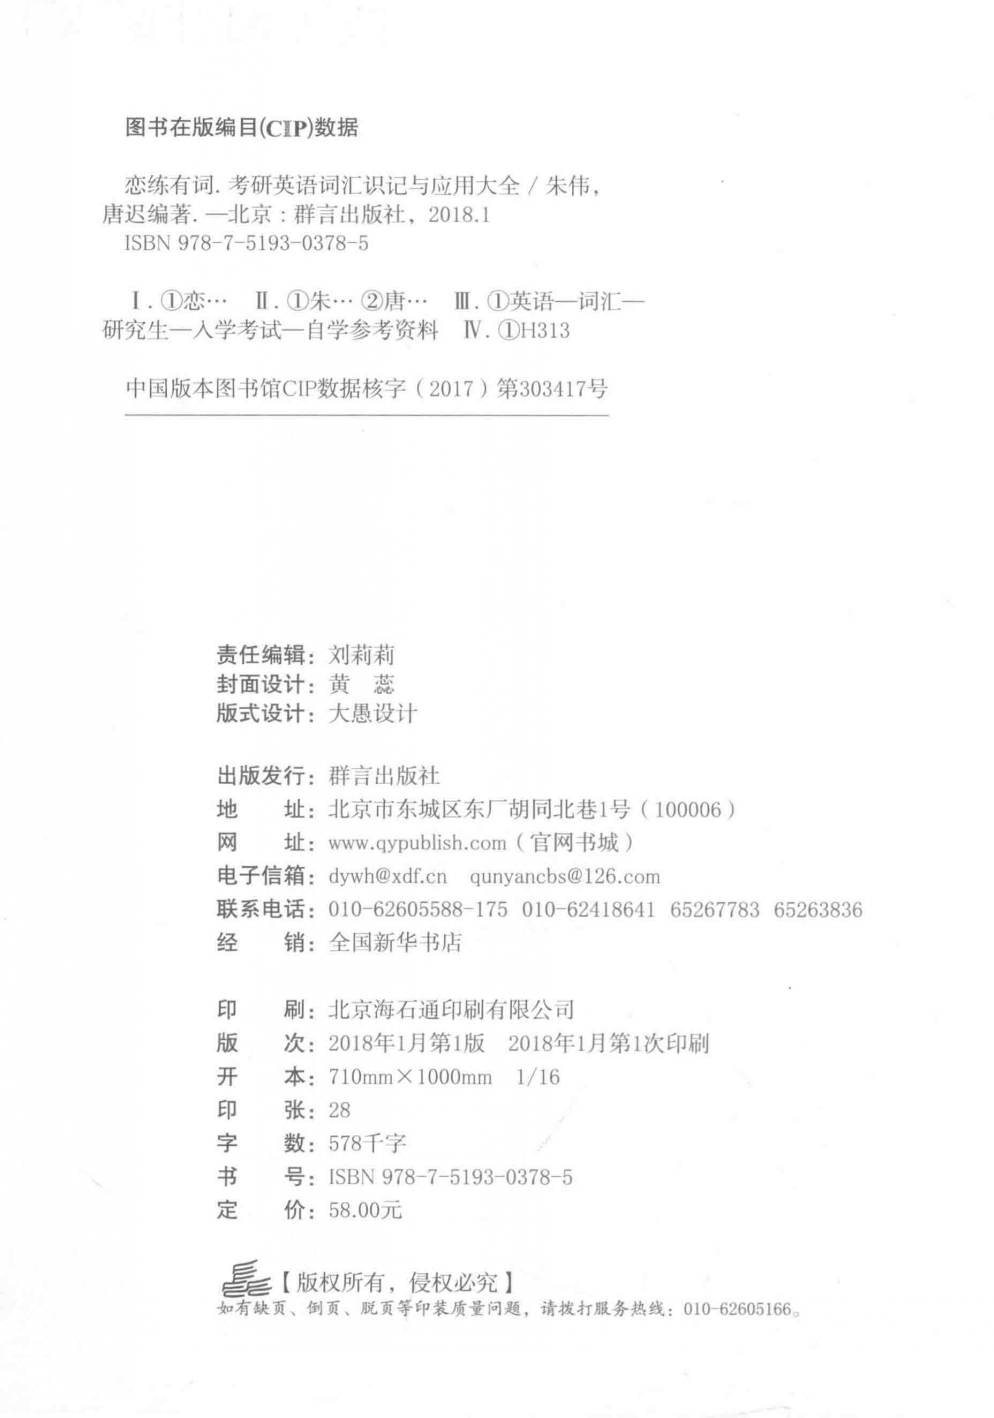 图书在版编目(CIP)数据
恋练有词. 考研英语词汇识记与应用大全 / 朱伟,
唐迟编著. —北京 : 群言出版社, 2018.1
ISBN 978-7-5193-0378-5
Ⅰ. ①恋… Ⅱ. ①朱… ②唐… Ⅲ. ①英语—词汇—
研究生—入学考试—自学参考资料 Ⅳ. ①H313
中国版本图书馆CIP数据核字（2017）第303417号
责任编辑：刘莉莉
封面设计：黄 蕊
版式设计：大愚设计
出版发行：群言出版社
地 址：北京市东城区东厂胡同北巷1号（100006）
网 址：www.qypublish.com（官网书城）
电子信箱：dywh@xdf.cn qunyancbs@126.com
联系电话：010-62605588-175 010-62418641 65267783 65263836
经 销：全国新华书店
印 刷：北京海石通印刷有限公司
版 次：2018年1月第1版 2018年1月第1次印刷
开 本：710mm×1000mm 1/16
印 张：28
字 数：578千字
书 号：ISBN 978-7-5193-0378-5
定 价：58.00元
【版权所有，侵权必究】
如有缺页、倒页、脱页等印装质量问题，请拨打服务热线：010-62605166。